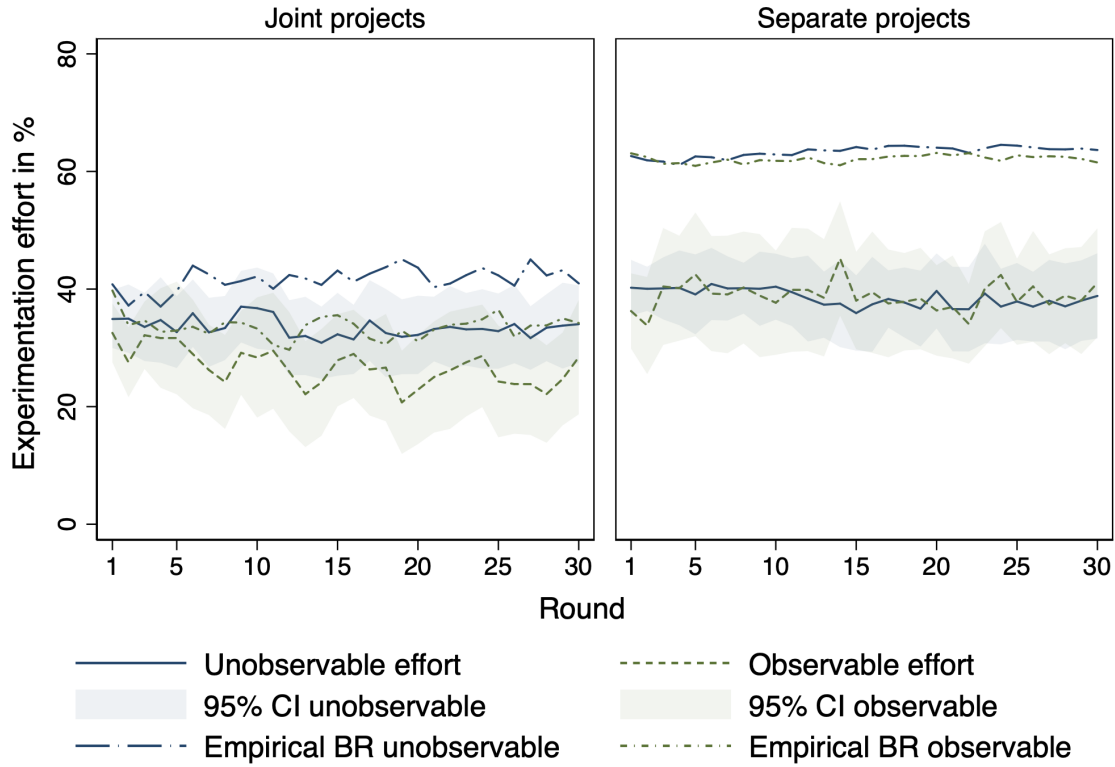 Joint projects
Separate projects
Experimentation effort in %
80
60
40
20
0
1 5 10 15 20 25 30
1 5 10 15 20 25 30
Round
Unobservable effort
Observable effort
95% CI unobservable
95% CI observable
Empirical BR unobservable
Empirical BR observable